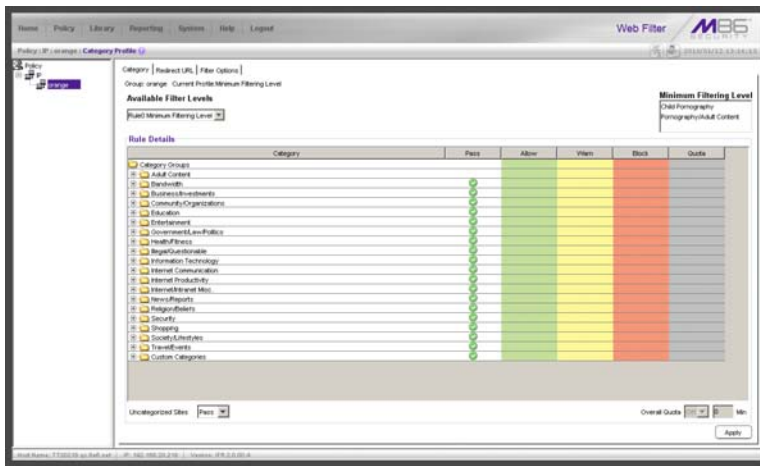 Home Policy Library Reporting System Help Logout
Web Filter M86 SECURITY
Policy | IP | orange | Category Profile
Policy
IP
orange
Category Redirect URL Filter Options
Group: orange Current Profile:Minimum Filtering Level
Available Filter Levels
Minimum Filtering Level
Child Pornography
Pornography/Adult Content
Rule0 Minimum Filtering Level
Rule Details
Category Pass Allow Warn Block Quota
Category Groups
Adult Content
Bandwidth
Business/Investments
Community/Organizations
Education
Entertainment
Government/Law/Politics
Health/Fitness
Illegal/Questionable
Information Technology
Internet Communication
Internet Productivity
Internet/Intranet Misc.
News/Reports
Religion/Beliefs
Security
Shopping
Society/Lifestyles
Travel/Events
Custom Categories
Uncategorized Sites Pass Overall Quota 0 Min
Apply